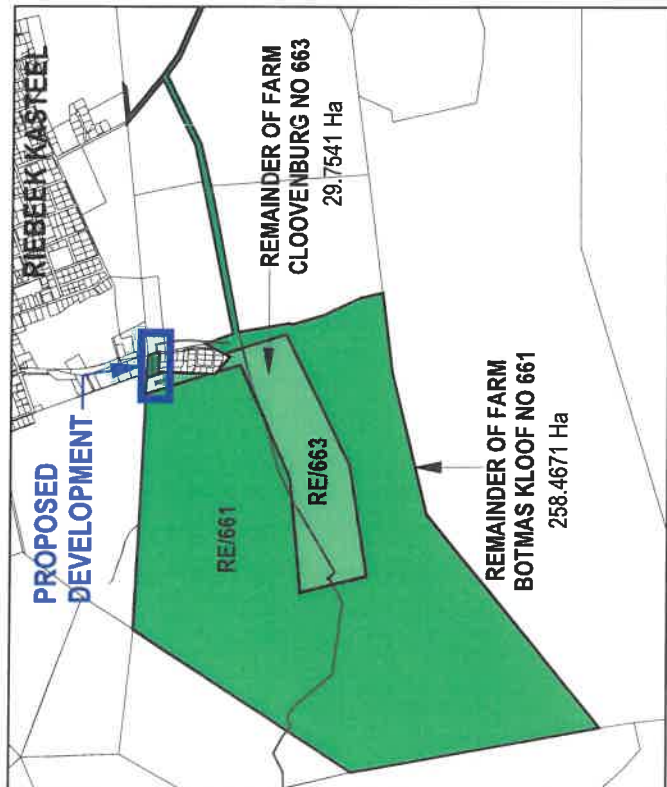 RIEBEEK KASTEEL
PROPOSED
DEVELOPMENT
REMAINDER OF FARM
CLOOVENBURG NO 663
29.7541 Ha
RE/661
RE/663
REMAINDER OF FARM
BOTMAS KLOOF NO 661
258.4671 Ha